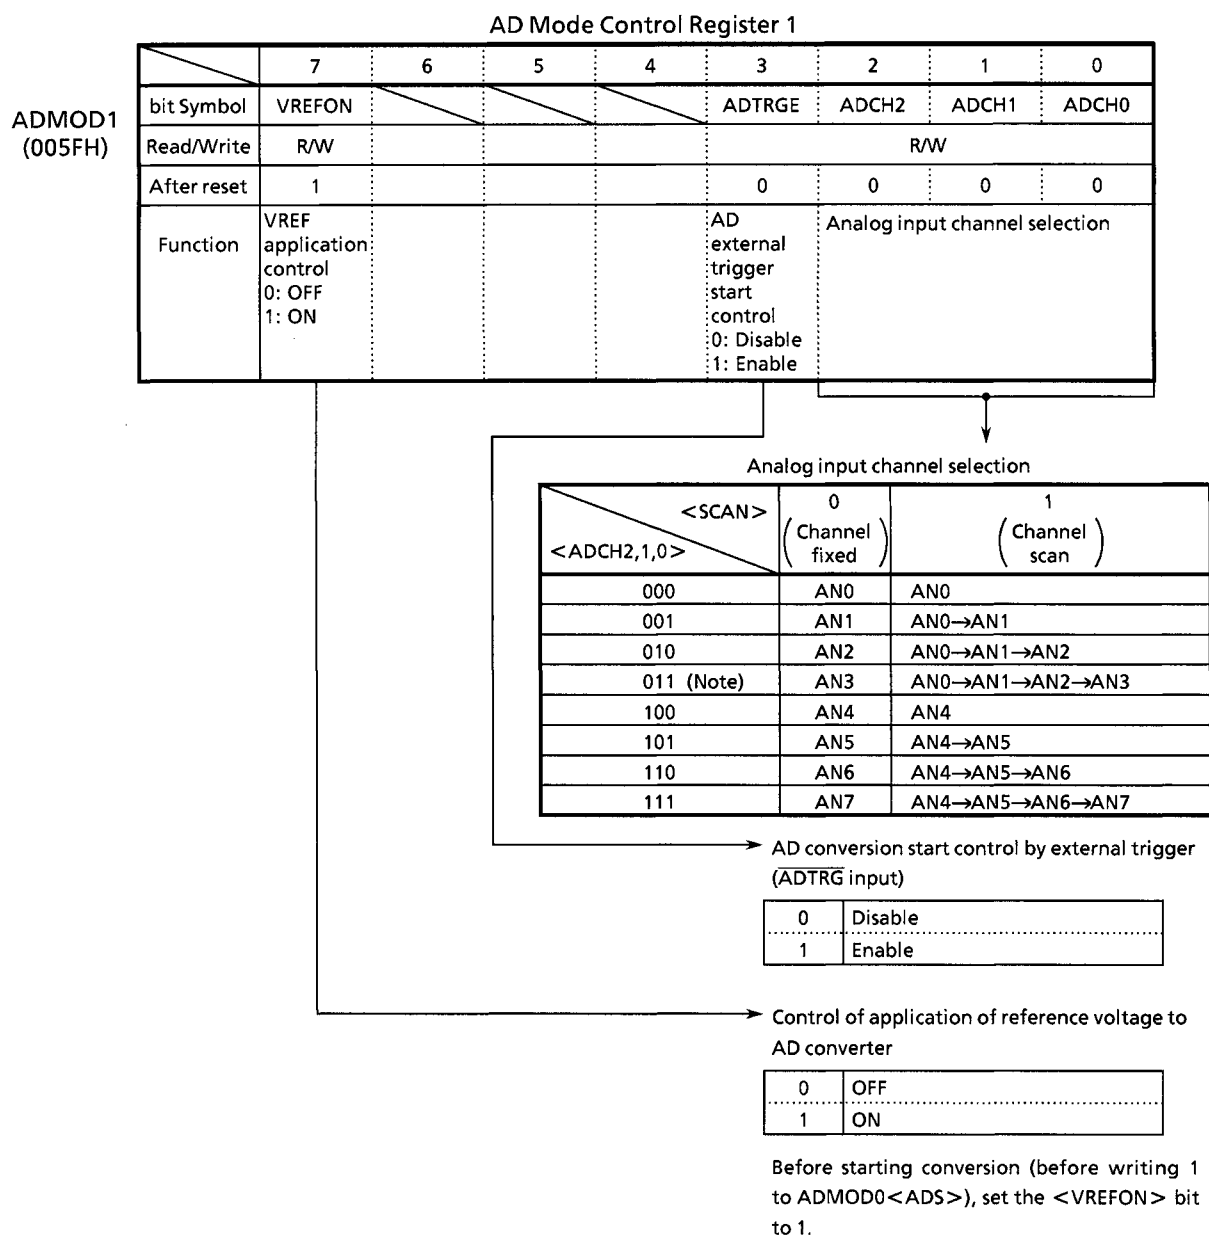 AD Mode Control Register 1
7 6 5 4 3 2 1 0
ADMOD1
(005FH)
bit Symbol VREFON ADTRGE ADCH2 ADCH1 ADCH0
Read/Write R/W R/W
After reset 1 0 0 0 0
Function
VREF
application
control
0: OFF
1: ON
AD
external
trigger
start
control
0: Disable
1: Enable
Analog input channel selection
Analog input channel selection
<SCAN>
<ADCH2,1,0>
0
(Channel
fixed)
1
(Channel
scan)
000 AN0 AN0
001 AN1 AN0→AN1
010 AN2 AN0→AN1→AN2
011 (Note) AN3 AN0→AN1→AN2→AN3
100 AN4 AN4
101 AN5 AN4→AN5
110 AN6 AN4→AN5→AN6
111 AN7 AN4→AN5→AN6→AN7
AD conversion start control by external trigger
(A̅D̅T̅R̅G̅ input)
0 Disable
1 Enable
Control of application of reference voltage to
AD converter
0 OFF
1 ON
Before starting conversion (before writing 1
to ADMOD0<ADS>), set the <VREFON> bit
to 1.